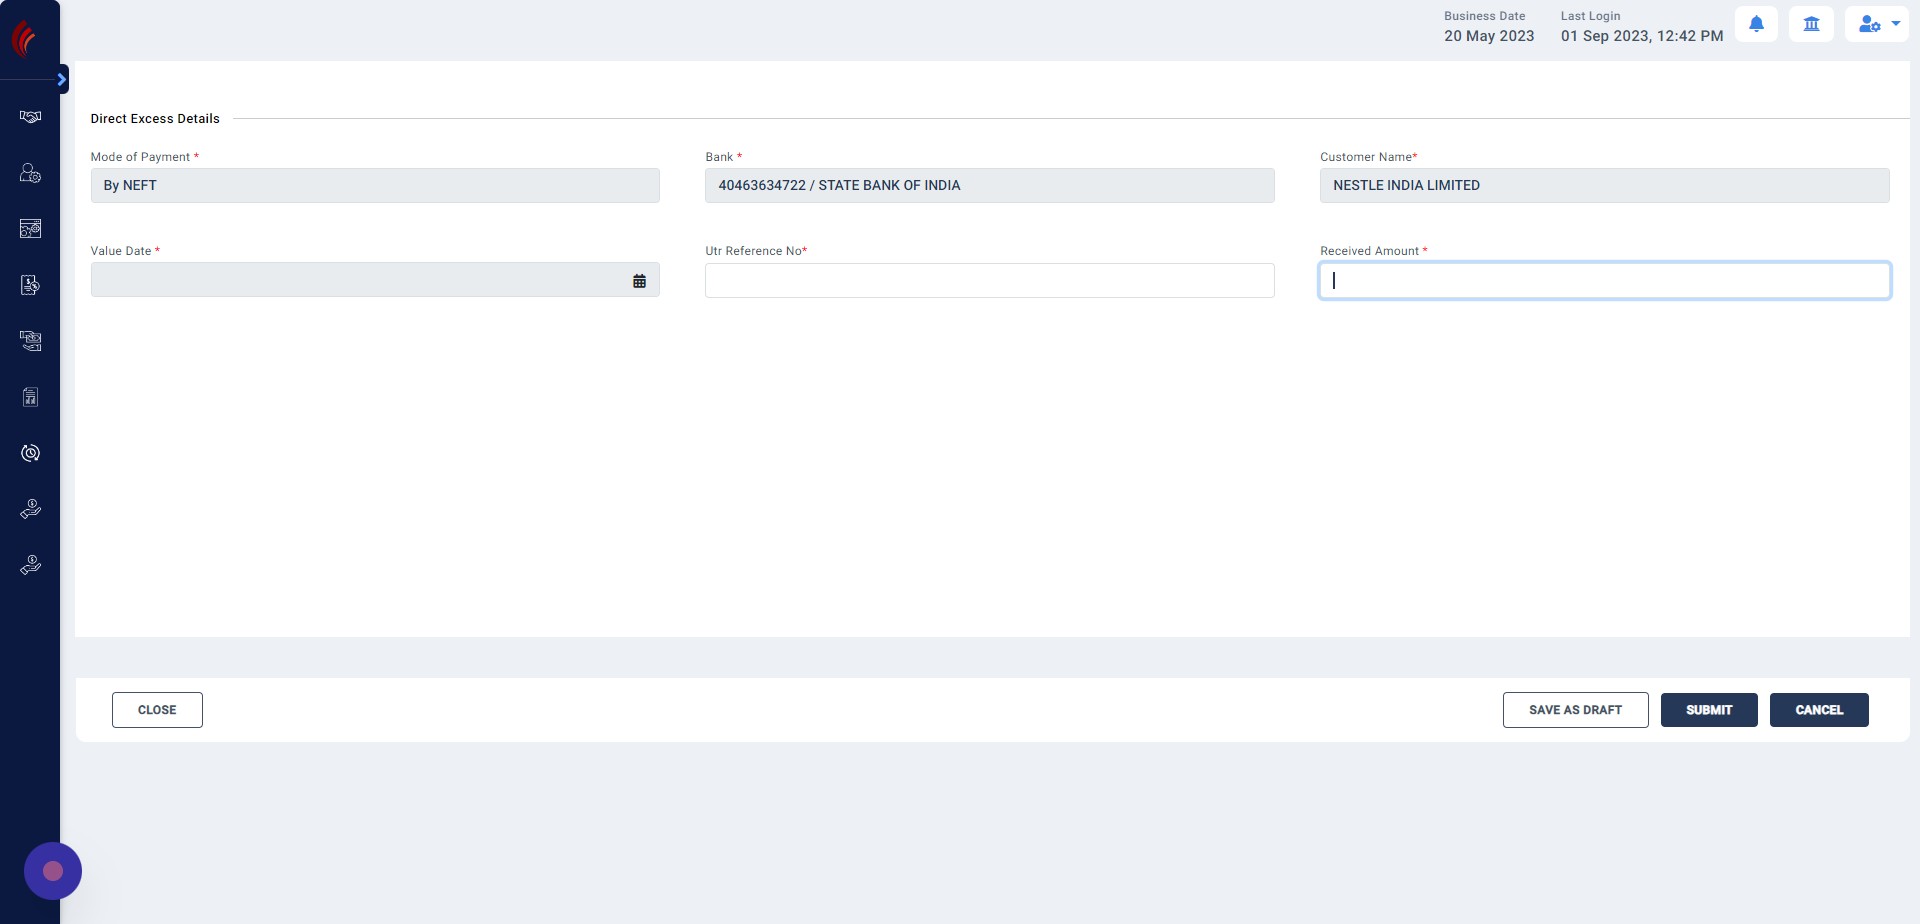 Business Date
20 May 2023
Last Login
01 Sep 2023, 12:42 PM
Direct Excess Details
Mode of Payment *
By NEFT
Bank *
40463634722 / STATE BANK OF INDIA
Customer Name*
NESTLE INDIA LIMITED
Value Date *
Utr Reference No*
Received Amount *
CLOSE
SAVE AS DRAFT
SUBMIT
CANCEL